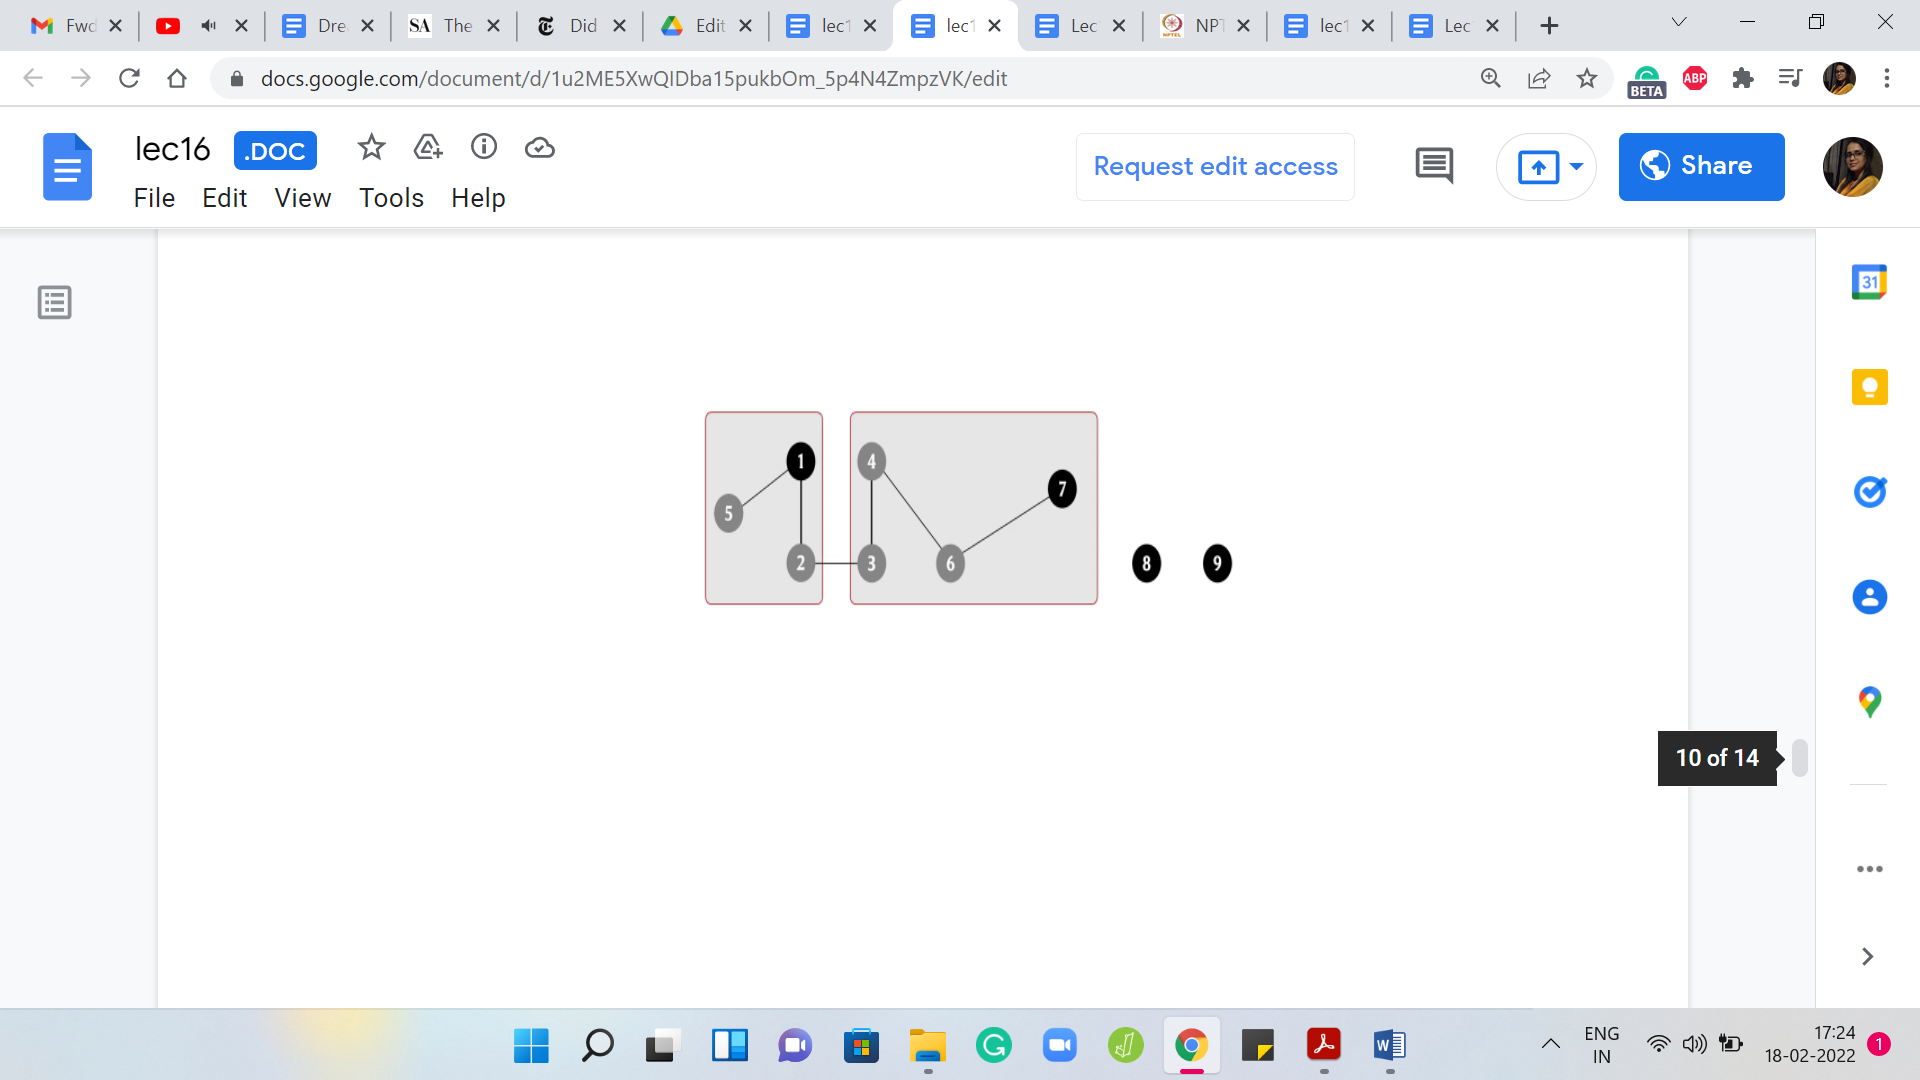 Fwd
Dre
SA The
Did
Edit
lec1
lec1
Lec
NPT
lec1
Lec
docs.google.com/document/d/1u2ME5XwQIDba15pukbOm_5p4N4ZmpzVK/edit
ABP
BETA
lec16 .DOC
Request edit access
Share
File Edit View Tools Help
31
1 4
7
5
2 3 6 8 9
10 of 14
ENG
IN
17:24
18-02-2022
1